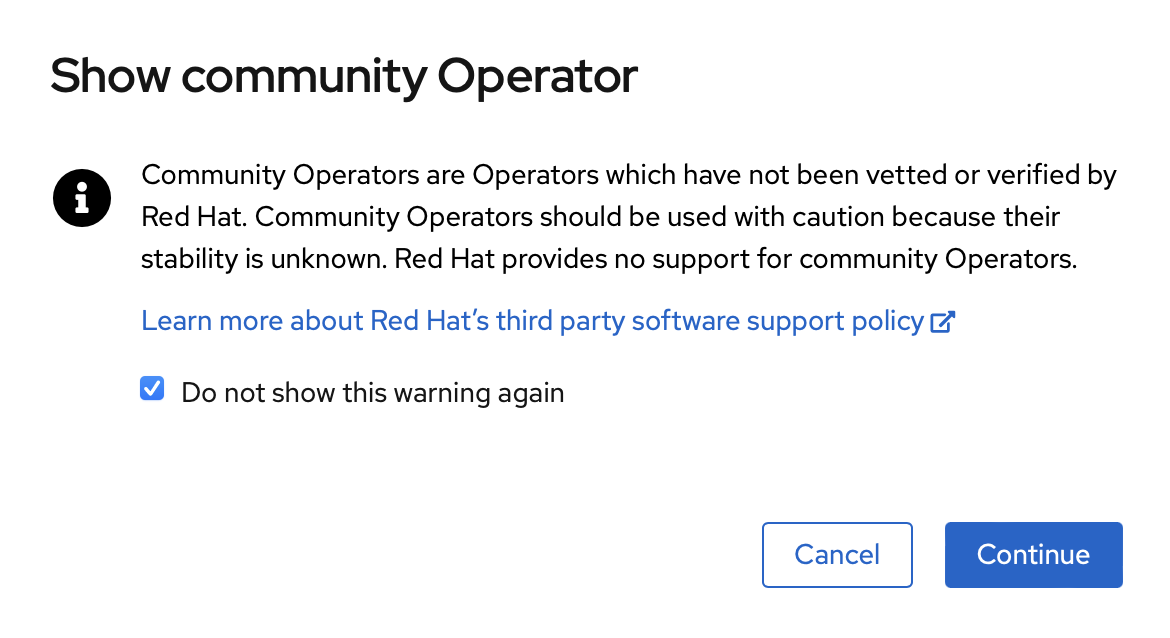 Show community Operator
Community Operators are Operators which have not been vetted or verified by
Red Hat. Community Operators should be used with caution because their
stability is unknown. Red Hat provides no support for community Operators.
Learn more about Red Hat’s third party software support policy
Do not show this warning again
Cancel
Continue